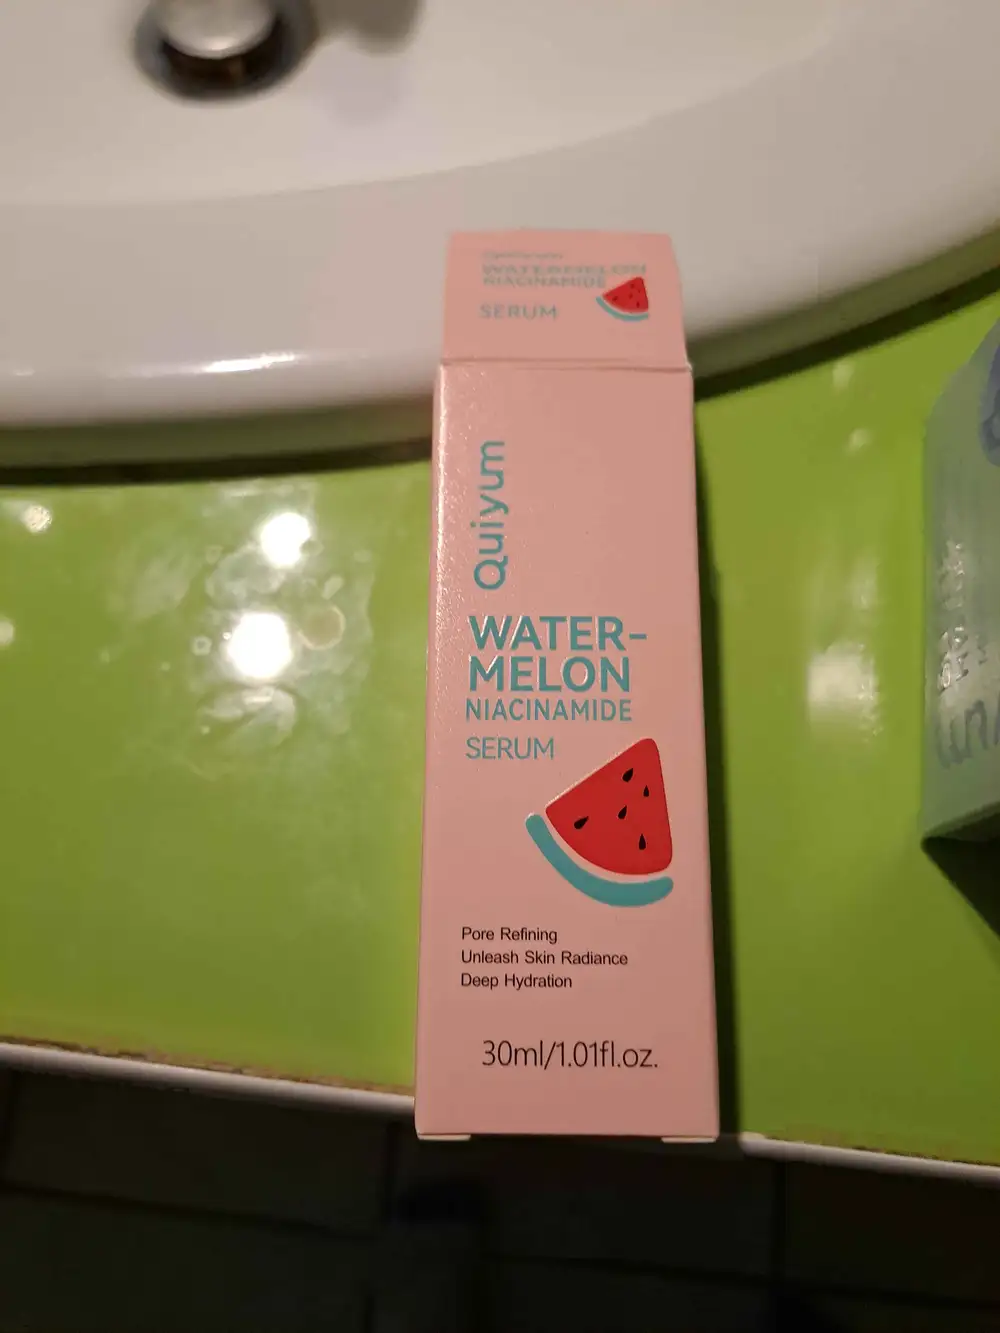 WATERMELON
NIACINAMIDE
SERUM
Quiyum
WATER-
MELON
NIACINAMIDE
SERUM
Pore Refining
Unleash Skin Radiance
Deep Hydration
30ml/1.01fl.oz.